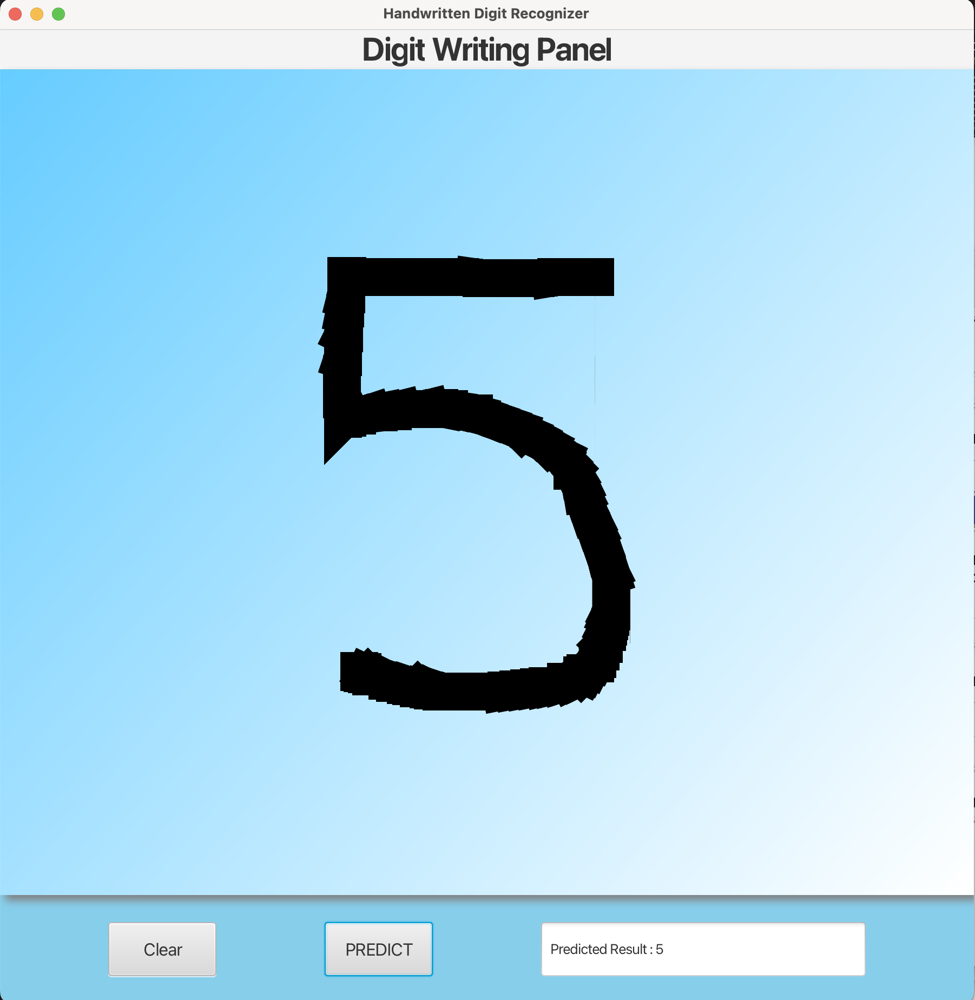 Handwritten Digit Recognizer
Digit Writing Panel
5
Clear
PREDICT
Predicted Result : 5